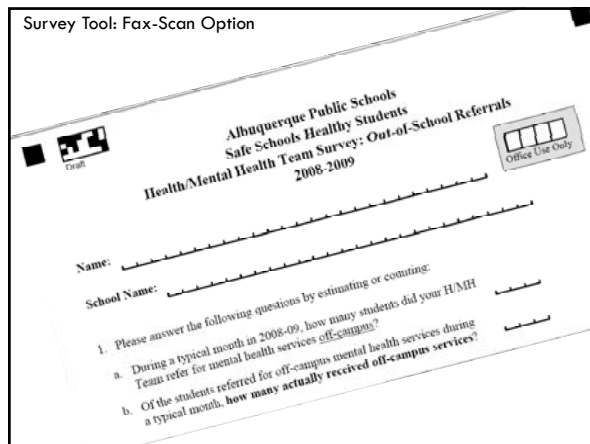 Survey Tool: Fax-Scan Option
Draft
Albuquerque Public Schools
Safe Schools Healthy Students
Health/Mental Health Team Survey: Out-of-School Referrals
2008-2009
Office Use Only
Name:
School Name:
1. Please answer the following questions by estimating or counting:
a. During a typical month in 2008-09, how many students did your H/MH
Team refer for mental health services off-campus?
b. Of the students referred for off-campus mental health services during
a typical month, how many actually received off-campus services?